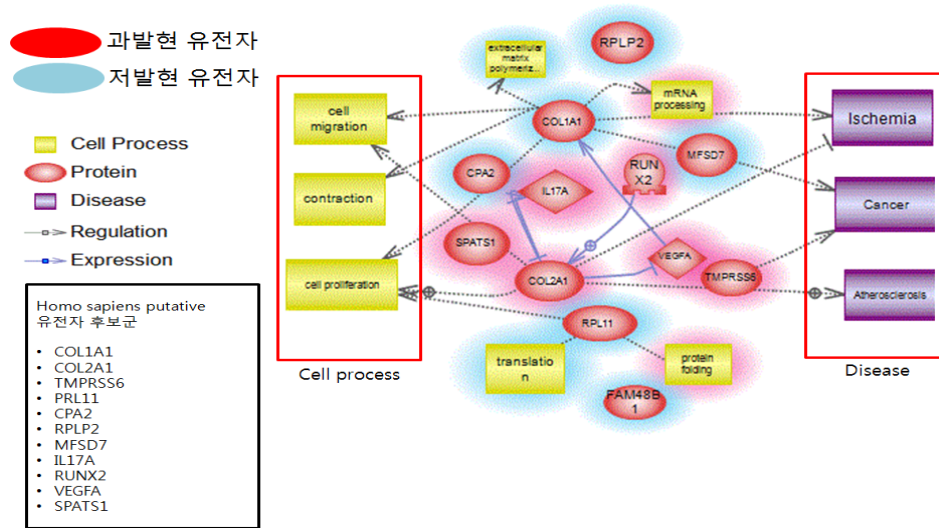 과발현 유전자
저발현 유전자
Cell Process
Protein
Disease
Regulation
Expression
Homo sapiens putative
유전자 후보군
• COL1A1
• COL2A1
• TMPRSS6
• PRL11
• CPA2
• RPLP2
• MFSD7
• IL17A
• RUNX2
• VEGFA
• SPATS1
cell
migration
contraction
cell proliferation
Cell process
extracellular
matrix
polymeriz...
RPLP2
mRNA
processing
COL1A1
MFSD7
CPA2
IL17A
RUN
X2
SPATS1
VEGFA
COL2A1
TMPRSS6
RPL11
translatio
n
protein
folding
FAM48B
1
Ischemia
Cancer
Atherosclerosis
Disease